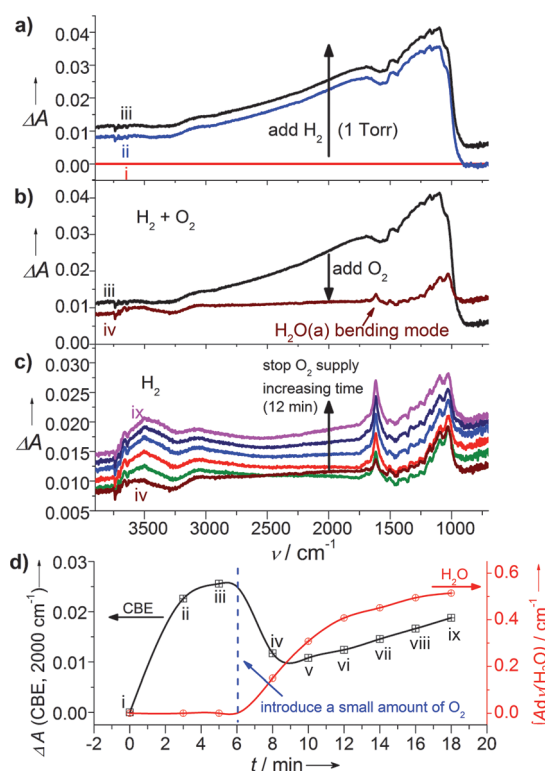 a)
0.04
0.03
0.02
0.01
0.00
ΔA
iii
ii
i
add H₂
(1 Torr)
b)
H₂ + O₂
0.04
0.03
0.02
0.01
0.00
ΔA
iii
iv
add O₂
H₂O(a) bending mode
c)
H₂
0.030
0.025
0.020
0.015
0.010
0.005
ΔA
ix
iv
stop O₂ supply
increasing time
(12 min)
3500 3000 2500 2000 1500 1000
ν / cm⁻¹
d)
0.03
0.02
0.01
0.00
ΔA (CBE, 2000 cm⁻¹)
CBE
H₂O
i
ii
iii
iv
v
vi
vii
viii
ix
introduce a small amount of O₂
0.6
0.4
0.2
0.0
∫Adν(H₂O) / cm⁻¹
-2 0 2 4 6 8 10 12 14 16 18 20
t / min